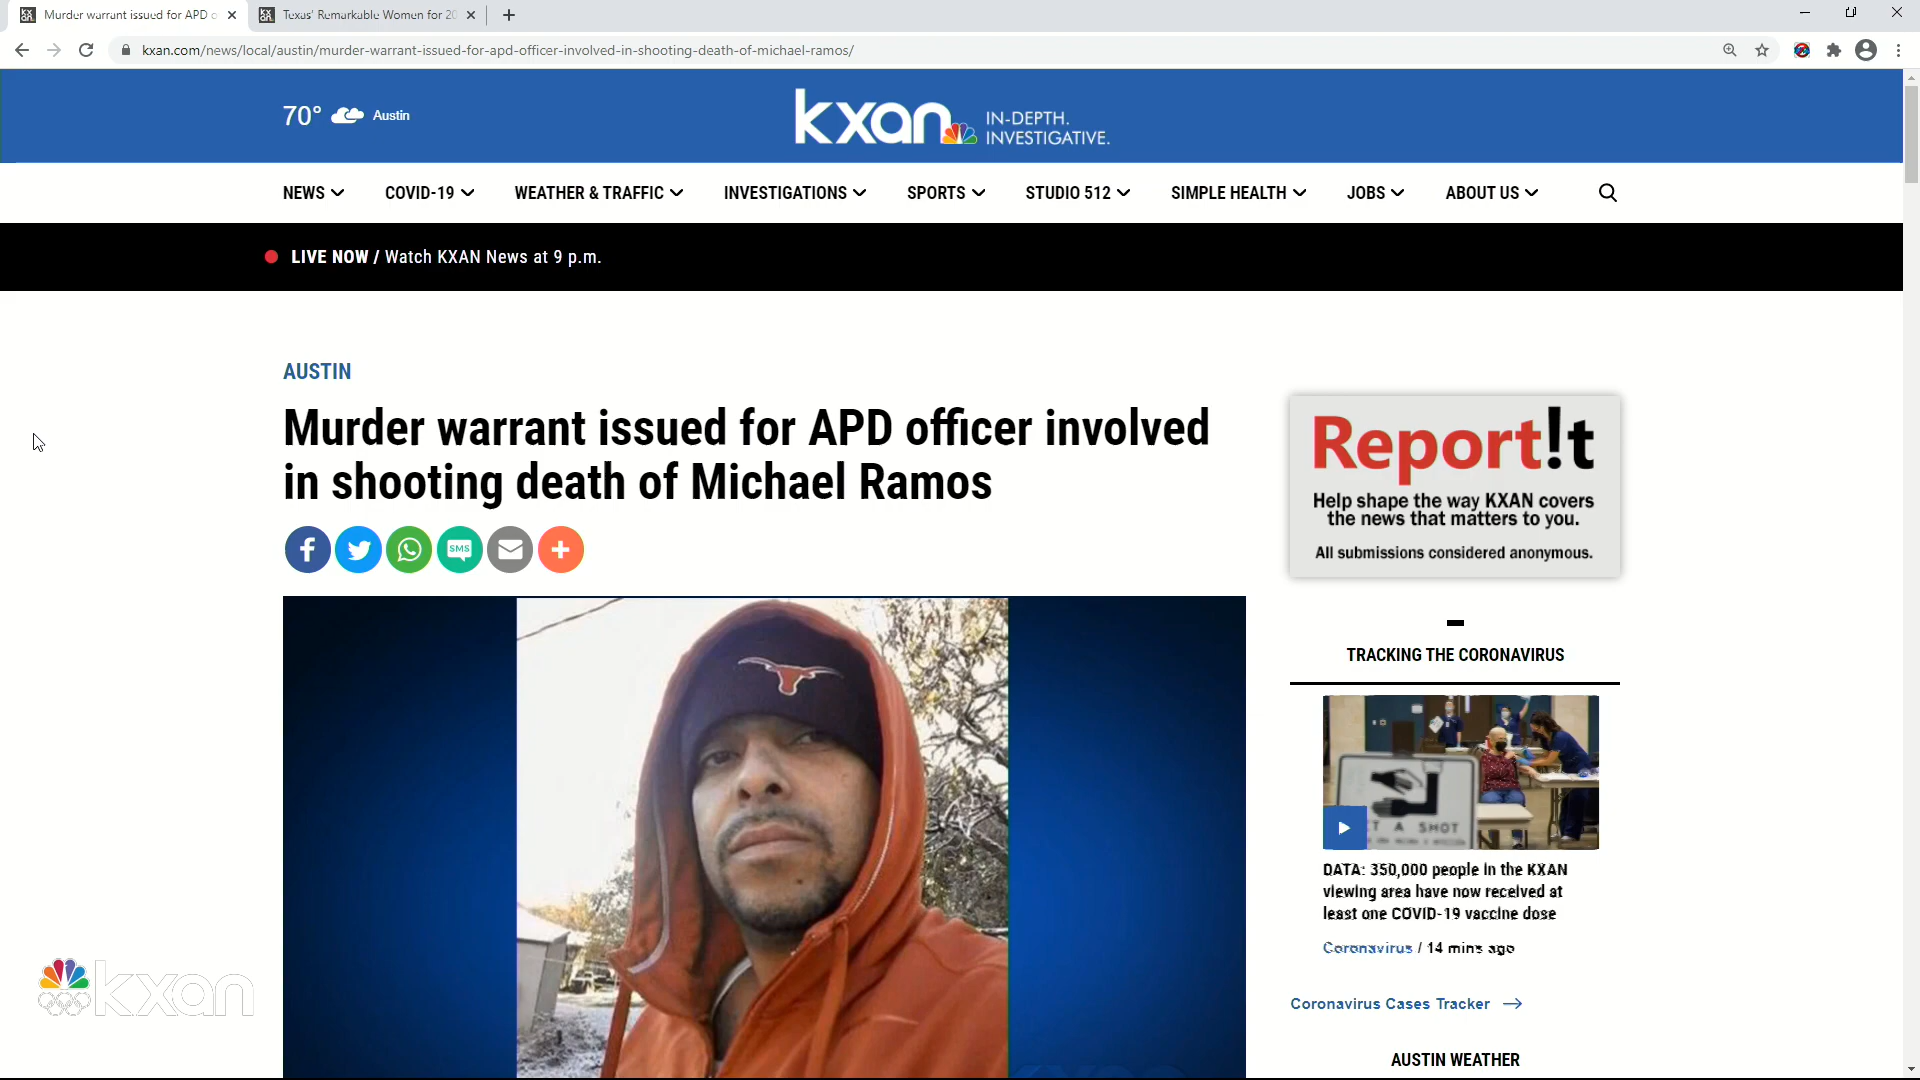 Murder warrant issued for APD o
Texas' Remarkable Women for 20
kxan.com/news/local/austin/murder-warrant-issued-for-apd-officer-involved-in-shooting-death-of-michael-ramos/
70° Austin
kxan IN-DEPTH.
INVESTIGATIVE.
NEWS COVID-19 WEATHER & TRAFFIC INVESTIGATIONS SPORTS STUDIO 512 SIMPLE HEALTH JOBS ABOUT US
LIVE NOW / Watch KXAN News at 9 p.m.
AUSTIN
Murder warrant issued for APD officer involved
in shooting death of Michael Ramos
SMS
Report!t
Help shape the way KXAN covers
the news that matters to you.
All submissions considered anonymous.
TRACKING THE CORONAVIRUS
T A SHOT
DATA: 350,000 people in the KXAN
viewing area have now received at
least one COVID-19 vaccine dose
Coronavirus / 14 mins ago
Coronavirus Cases Tracker
AUSTIN WEATHER
kxan